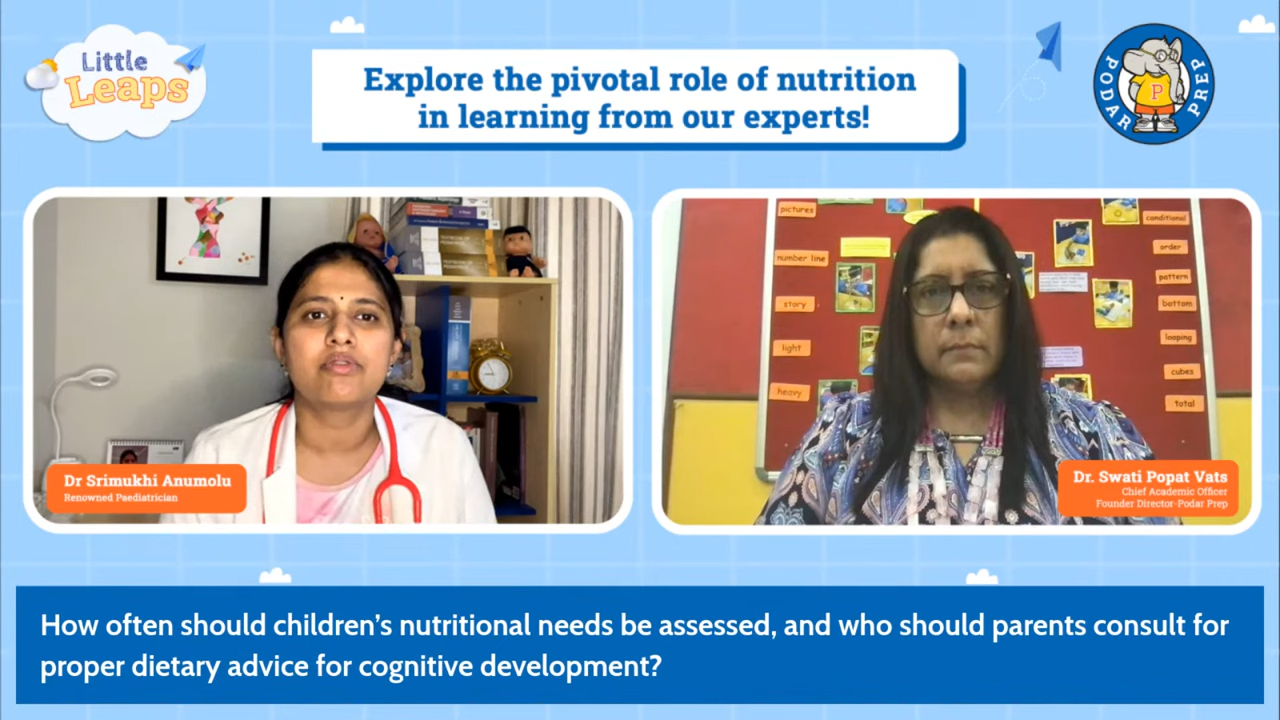 Little
Leaps
Explore the pivotal role of nutrition
in learning from our experts!
PODAR PREP
P
pictures
number line
story
light
heavy
conditional
order
pattern
bottom
looping
cubes
total
Dr Srimukhi Anumolu
Renowned Paediatrician
Dr. Swati Popat Vats
Chief Academic Officer
Founder Director-Podar Prep
How often should children’s nutritional needs be assessed, and who should parents consult for
proper dietary advice for cognitive development?